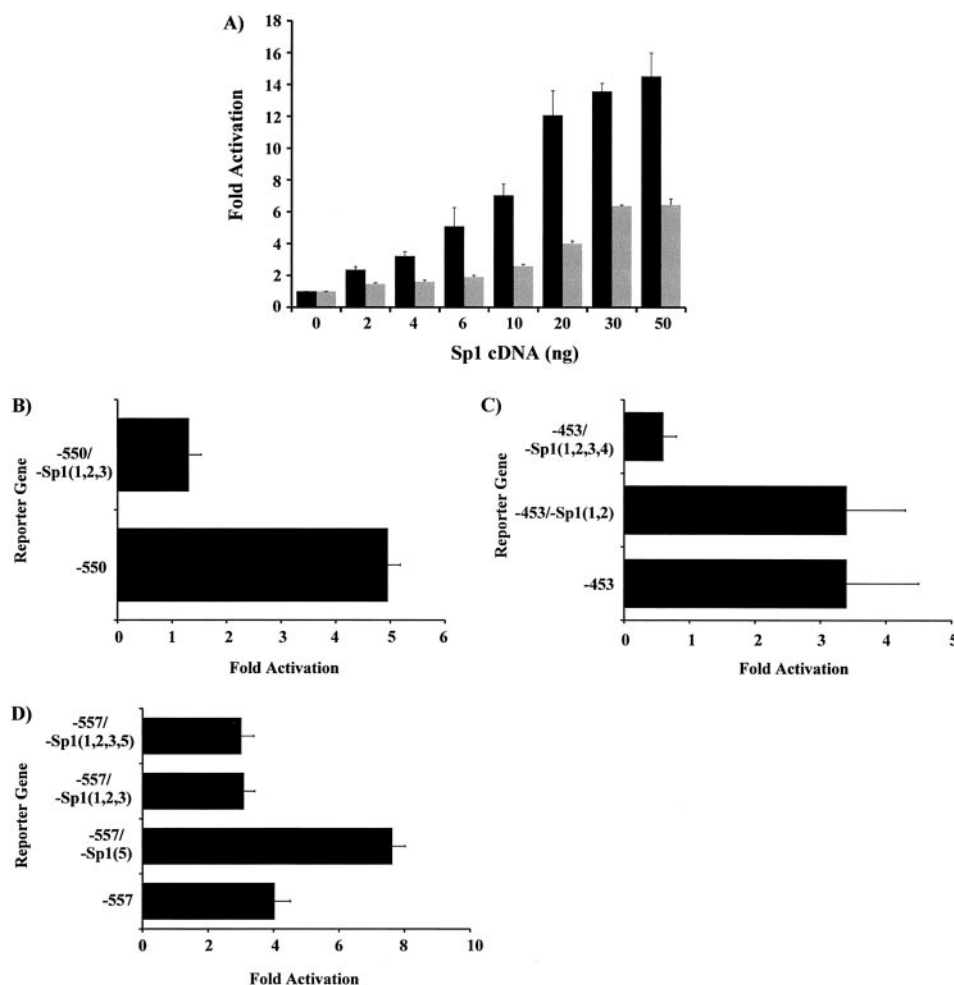 A)
Fold Activation
18
16
14
12
10
8
6
4
2
0
0 2 4 6 10 20 30 50
Sp1 cDNA (ng)
B)
Reporter Gene
-550/
-Sp1(1,2,3)
-550
0 1 2 3 4 5 6
Fold Activation
C)
Reporter Gene
-453/
-Sp1(1,2,3,4)
-453/-Sp1(1,2)
-453
0 1 2 3 4 5
Fold Activation
D)
Reporter Gene
-557/
-Sp1(1,2,3,5)
-557/
-Sp1(1,2,3)
-557/
-Sp1(5)
-557
0 2 4 6 8 10
Fold Activation